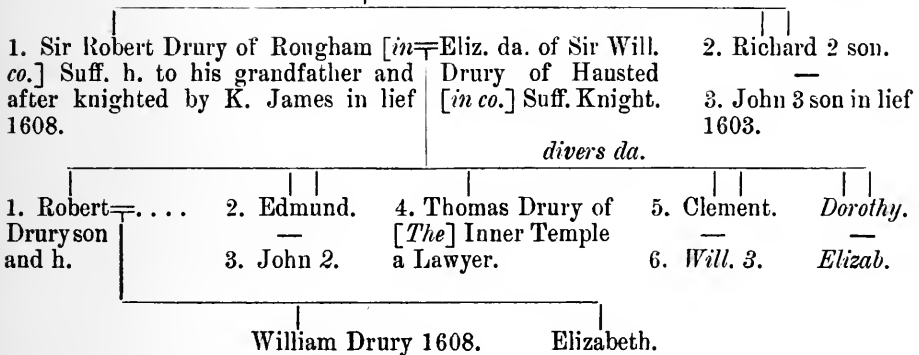 1. Sir Robert Drury of Rougham [in
co.] Suff. h. to his grandfather and
after knighted by K. James in lief
1608.
Eliz. da. of Sir Will.
Drury of Hausted
[in co.] Suff. Knight.
2. Richard 2 son.
—
3. John 3 son in lief
1603.
divers da.
1. Robert=....
Drury son
and h.
2. Edmund.
—
3. John 2.
4. Thomas Drury of
[The] Inner Temple
a Lawyer.
5. Clement.
—
6. Will. 3.
Dorothy.
—
Elizab.
William Drury 1608.
Elizabeth.